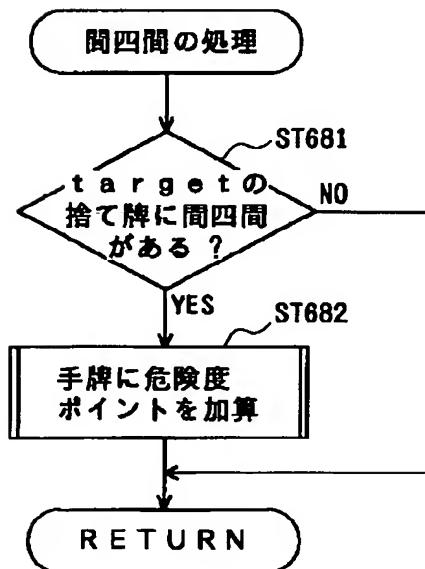 間四間の処理
ST681
targetの
捨て牌に間四間
がある ?
NO
YES
ST682
手牌に危険度
ポイントを加算
RETURN